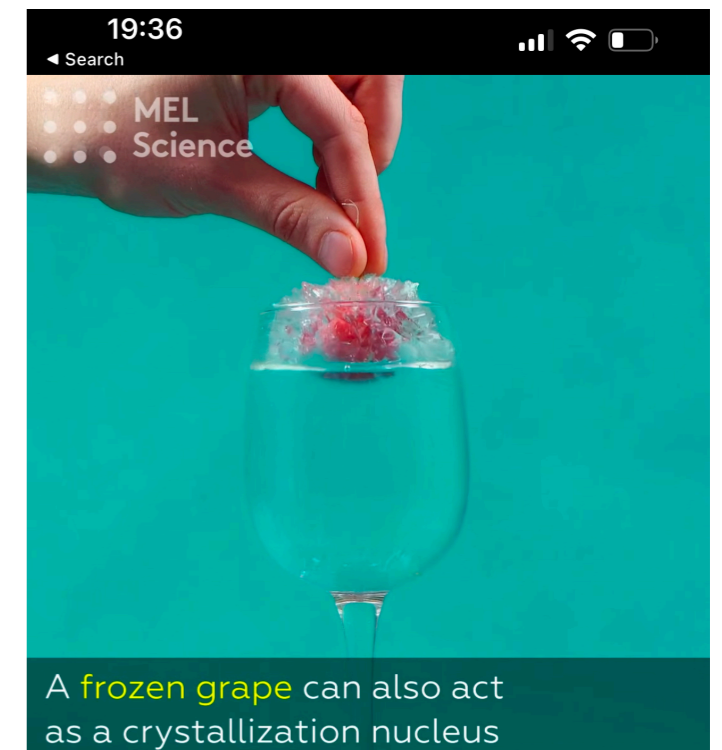 19:36
◄ Search
MEL
Science
A frozen grape can also act
as a crystallization nucleus